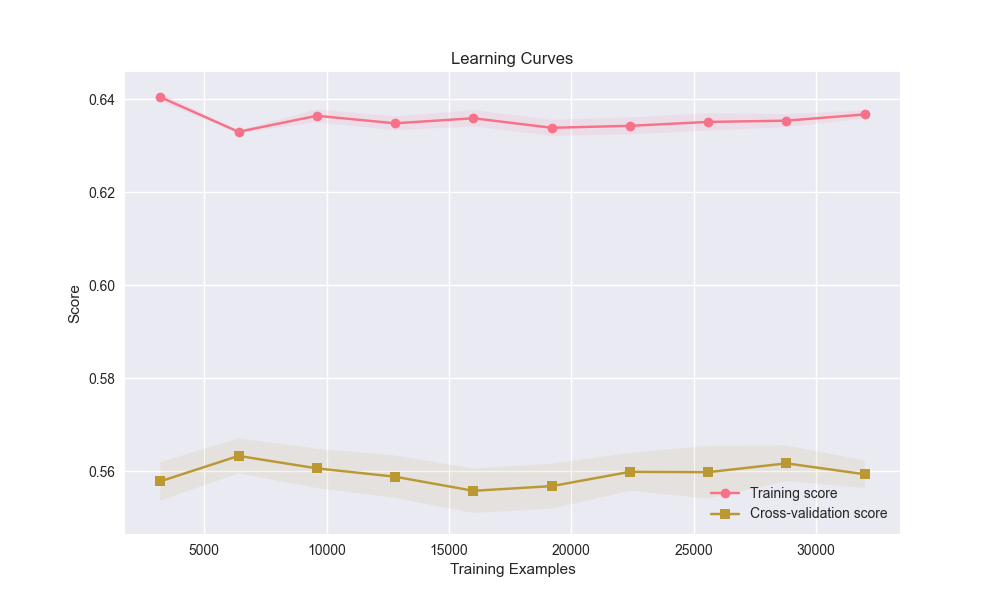 Learning Curves
0.64
0.62
0.60
0.58
0.56
Score
Training score
Cross-validation score
5000 10000 15000 20000 25000 30000
Training Examples